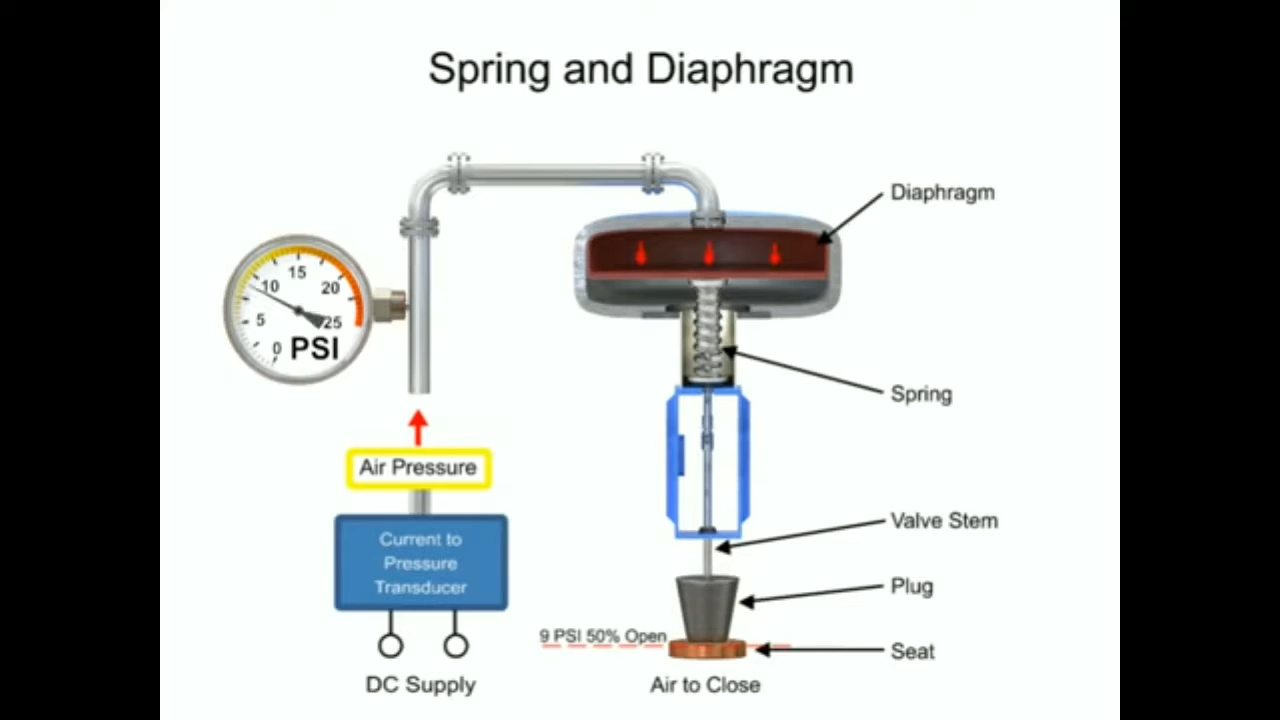 Spring and Diaphragm
Diaphragm
15
10
20
5
25
0
PSI
Spring
Air Pressure
Current to
Pressure
Transducer
Valve Stem
Plug
9 PSI 50% Open
Seat
DC Supply
Air to Close